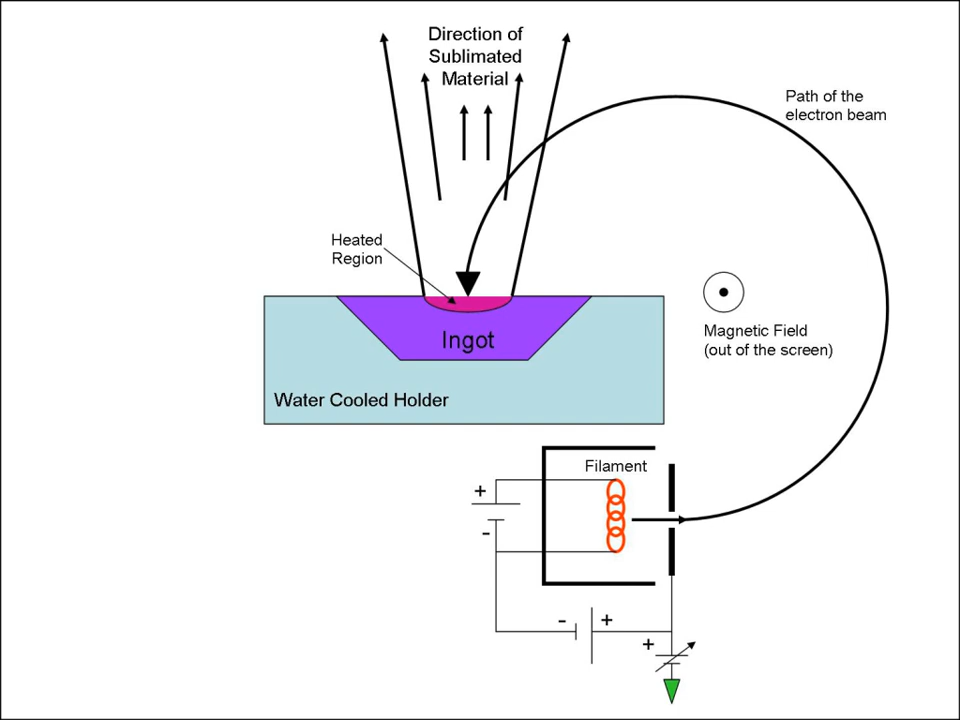 Direction of
Sublimated
Material
Path of the
electron beam
Heated
Region
Magnetic Field
(out of the screen)
Ingot
Water Cooled Holder
Filament
+
-
- +
+